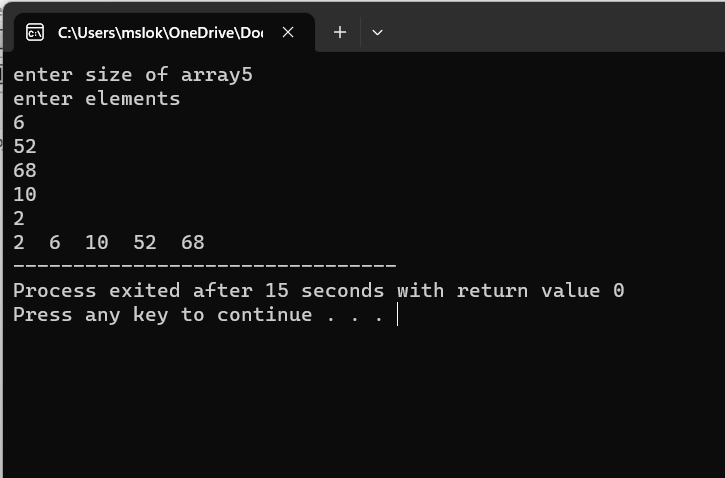 C:\Users\mslok\OneDrive\Do
enter size of array5
enter elements
6
52
68
10
2
2  6  10  52  68
--------------------------------
Process exited after 15 seconds with return value 0
Press any key to continue . . .